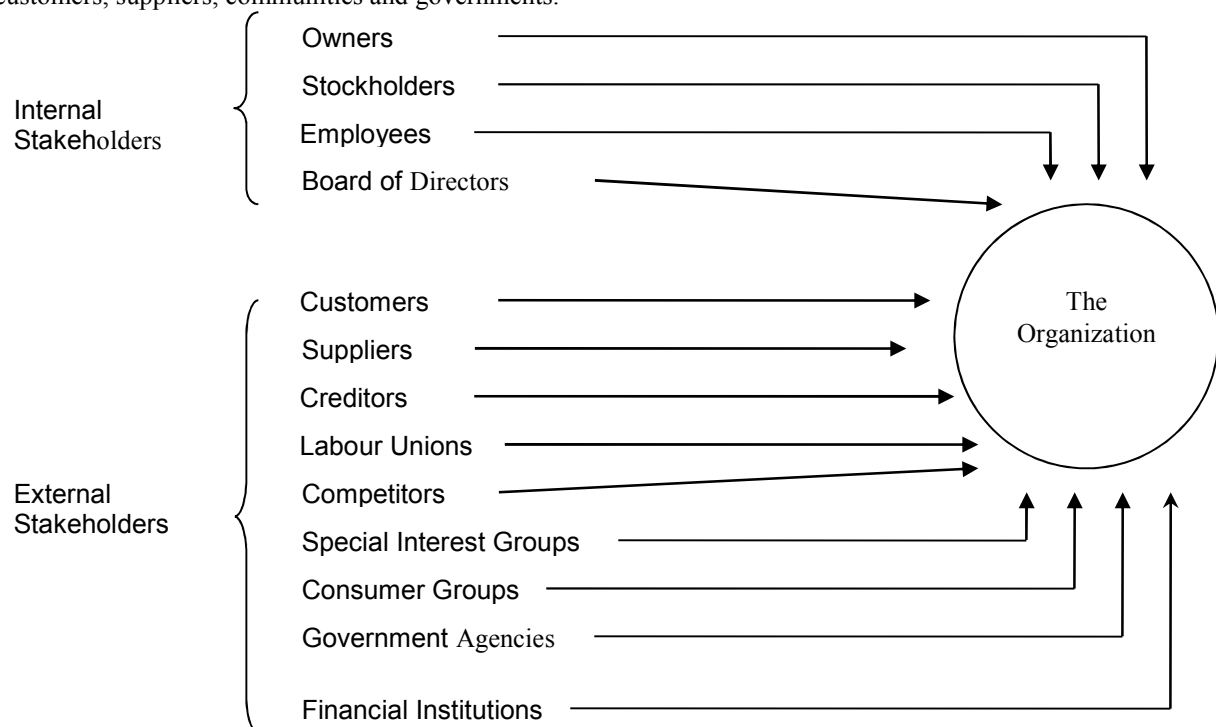 customers, suppliers, communities and governments.
Owners
Stockholders
Internal
Stakeholders
Employees
Board of Directors
Customers
The
Organization
Suppliers
Creditors
Labour Unions
External
Stakeholders
Competitors
Special Interest Groups
Consumer Groups
Government Agencies
Financial Institutions